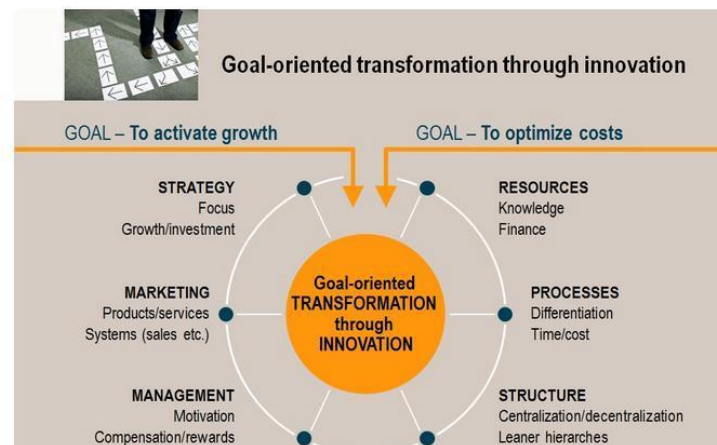 Goal-oriented transformation through innovation
GOAL – To activate growth
GOAL – To optimize costs
STRATEGY
Focus
Growth/investment
RESOURCES
Knowledge
Finance
Goal-oriented
TRANSFORMATION
through
INNOVATION
MARKETING
Products/services
Systems (sales etc.)
PROCESSES
Differentiation
Time/cost
MANAGEMENT
Motivation
Compensation/rewards
STRUCTURE
Centralization/decentralization
Leaner hierarchies